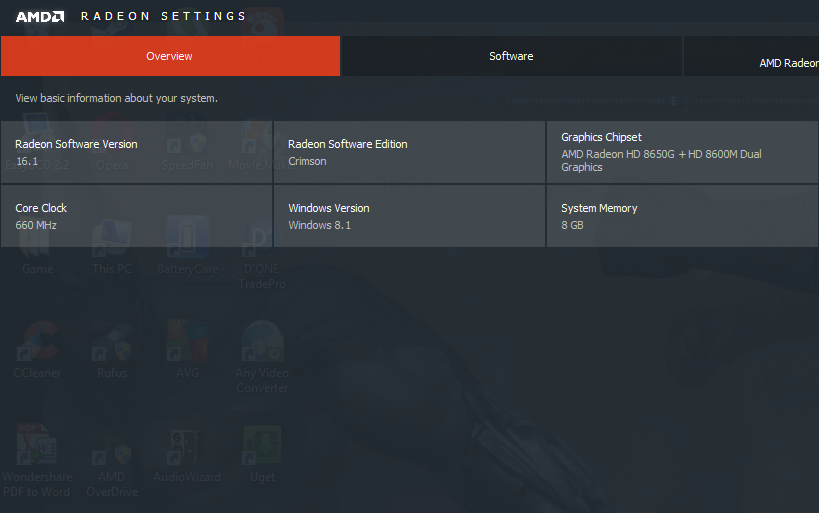 AMD RADEON SETTINGS
Overview Software AMD Radeon
View basic information about your system.
Radeon Software Version
16.1
Radeon Software Edition
Crimson
Graphics Chipset
AMD Radeon HD 8650G + HD 8600M Dual
Graphics
Core Clock
660 MHz
Windows Version
Windows 8.1
System Memory
8 GB
EasyBCD 2.2 Opera SpeedFan
Game This PC BatteryCare D'ONE
TradePro
CCleaner Rufus AVG Any Video
Converter
Wondershare
PDF to Word
AMD
OverDrive
AudioWizard Uget